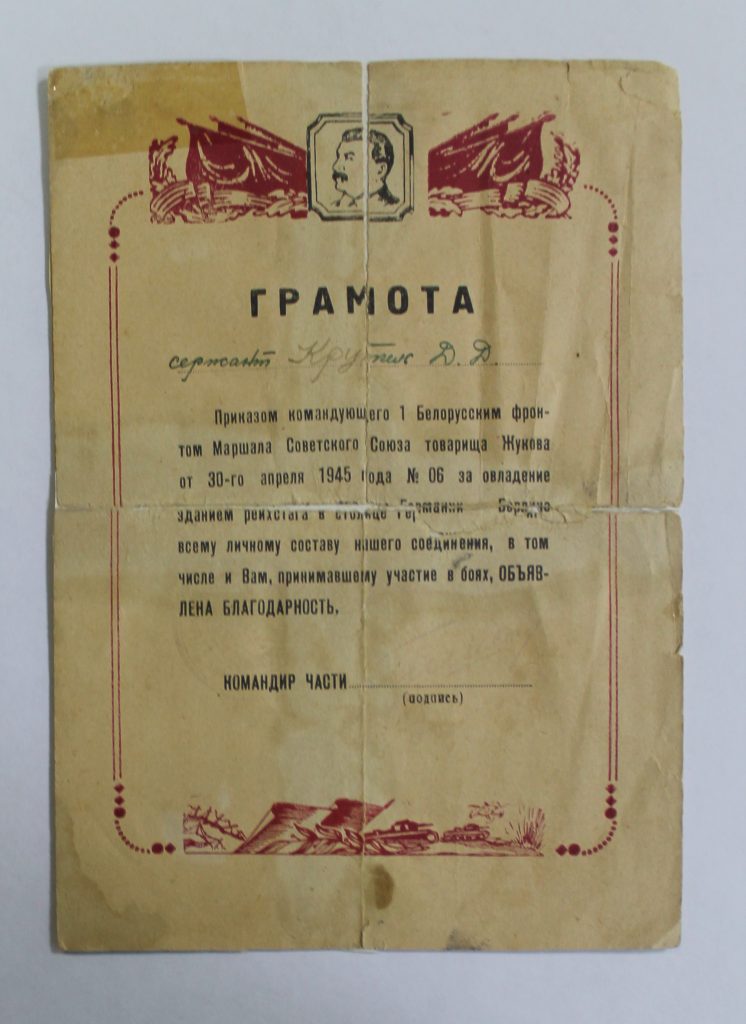 ГРАМОТА
сержант Крупник Д. Д.
Приказом командующего 1 Белорусским фрон-
том Маршала Советского Союза товарища Жукова
от 30-го апреля 1945 года № 06 за овладение
зданием рейхстага в столице Германии
всему личному составу нашего соединения, в том
числе и Вам, принимавшему участие в боях, ОБЪЯВ-
ЛЕНА БЛАГОДАРНОСТЬ.
КОМАНДИР ЧАСТИ
(подпись)